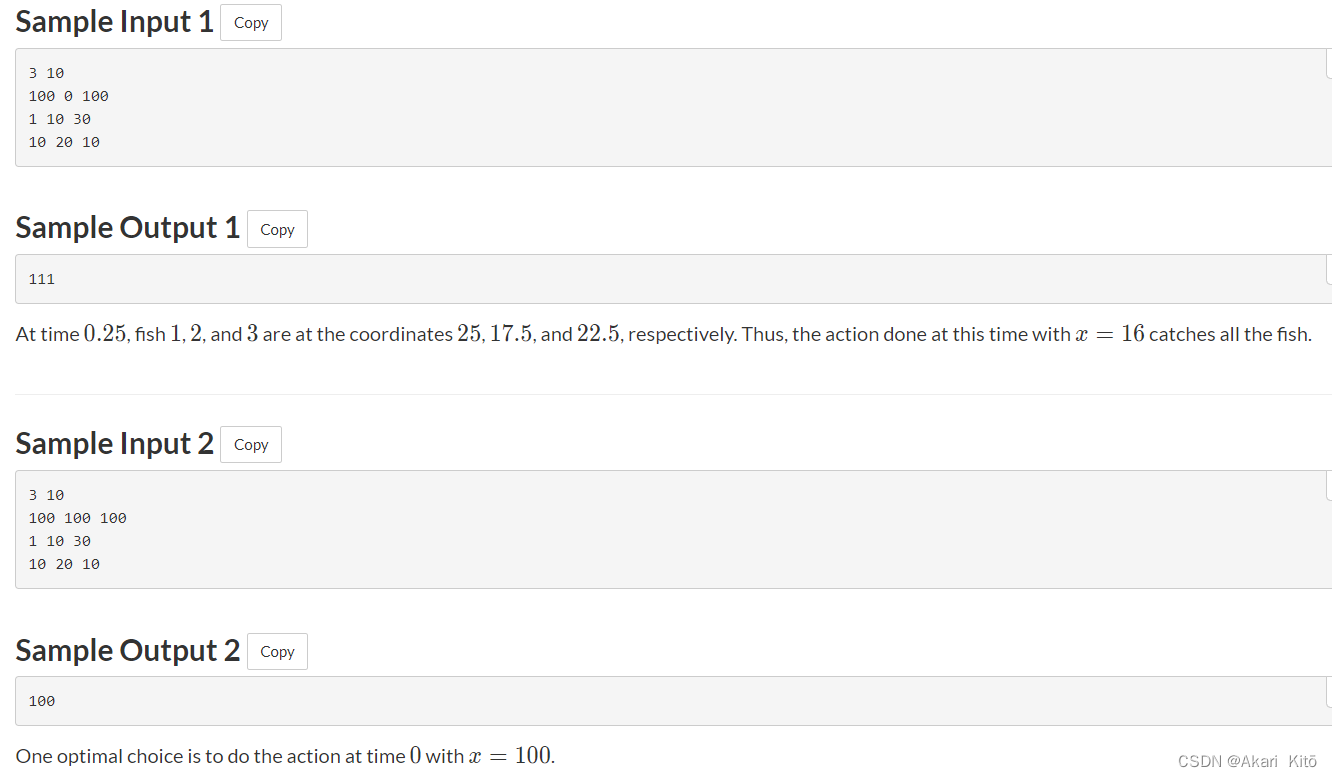 Sample Input 1 Copy
3 10
100 0 100
1 10 30
10 20 10
Sample Output 1 Copy
111
At time 0.25, fish 1, 2, and 3 are at the coordinates 25, 17.5, and 22.5, respectively. Thus, the action done at this time with x = 16 catches all the fish.
Sample Input 2 Copy
3 10
100 100 100
1 10 30
10 20 10
Sample Output 2 Copy
100
One optimal choice is to do the action at time 0 with x = 100.
CSDN @Akari_Kitō